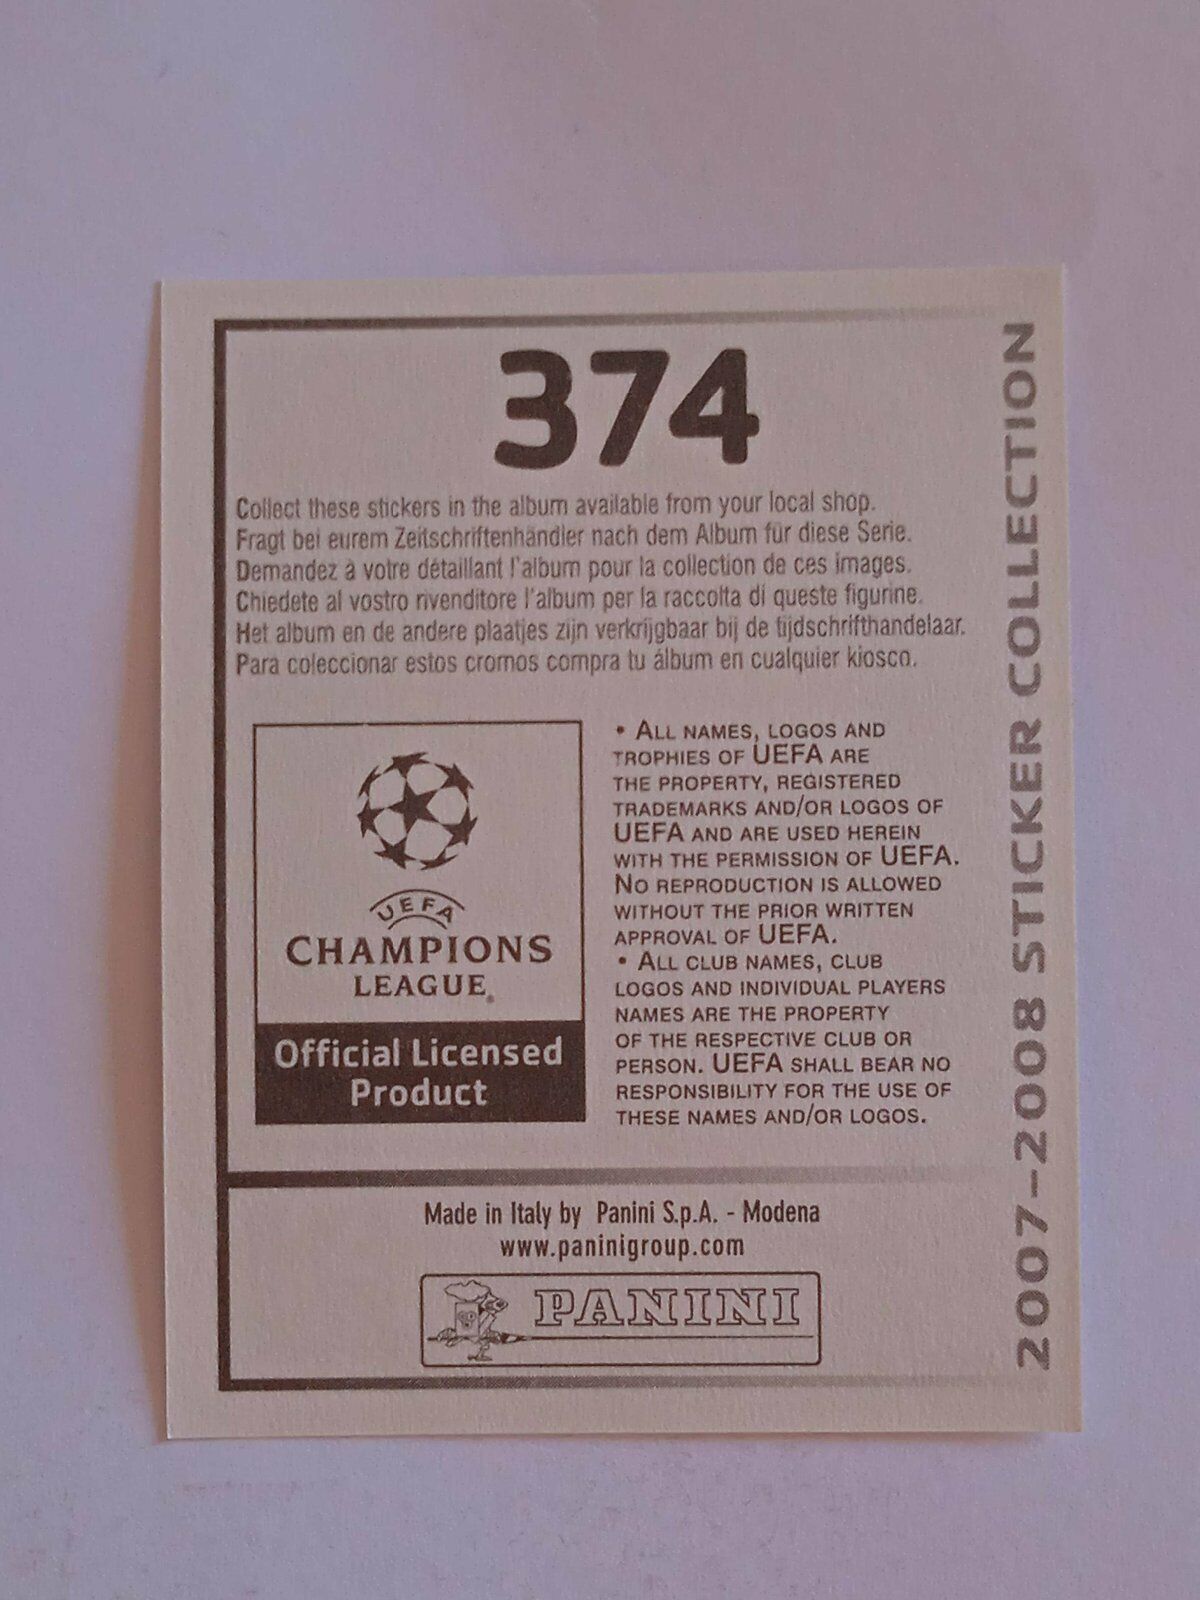 374
Collect these stickers in the album available from your local shop.
Fragt bei eurem Zeitschriftenhändler nach dem Album für diese Serie.
Demandez à votre détaillant l'album pour la collection de ces images.
Chiedete al vostro rivenditore l'album per la raccolta di queste figurine.
Het album en de andere plaatjes zijn verkrijgbaar bij de tijdschrifthandelaar.
Para coleccionar estos cromos compra tu álbum en cualquier kiosco.
UEFA
CHAMPIONS
LEAGUE®
Official Licensed
Product
• ALL NAMES, LOGOS AND
TROPHIES OF UEFA ARE
THE PROPERTY, REGISTERED
TRADEMARKS AND/OR LOGOS OF
UEFA AND ARE USED HEREIN
WITH THE PERMISSION OF UEFA.
NO REPRODUCTION IS ALLOWED
WITHOUT THE PRIOR WRITTEN
APPROVAL OF UEFA.
• ALL CLUB NAMES, CLUB
LOGOS AND INDIVIDUAL PLAYERS
NAMES ARE THE PROPERTY
OF THE RESPECTIVE CLUB OR
PERSON. UEFA SHALL BEAR NO
RESPONSIBILITY FOR THE USE OF
THESE NAMES AND/OR LOGOS.
Made in Italy by Panini S.p.A. - Modena
www.paninigroup.com
PANINI
2007–2008 STICKER COLLECTION